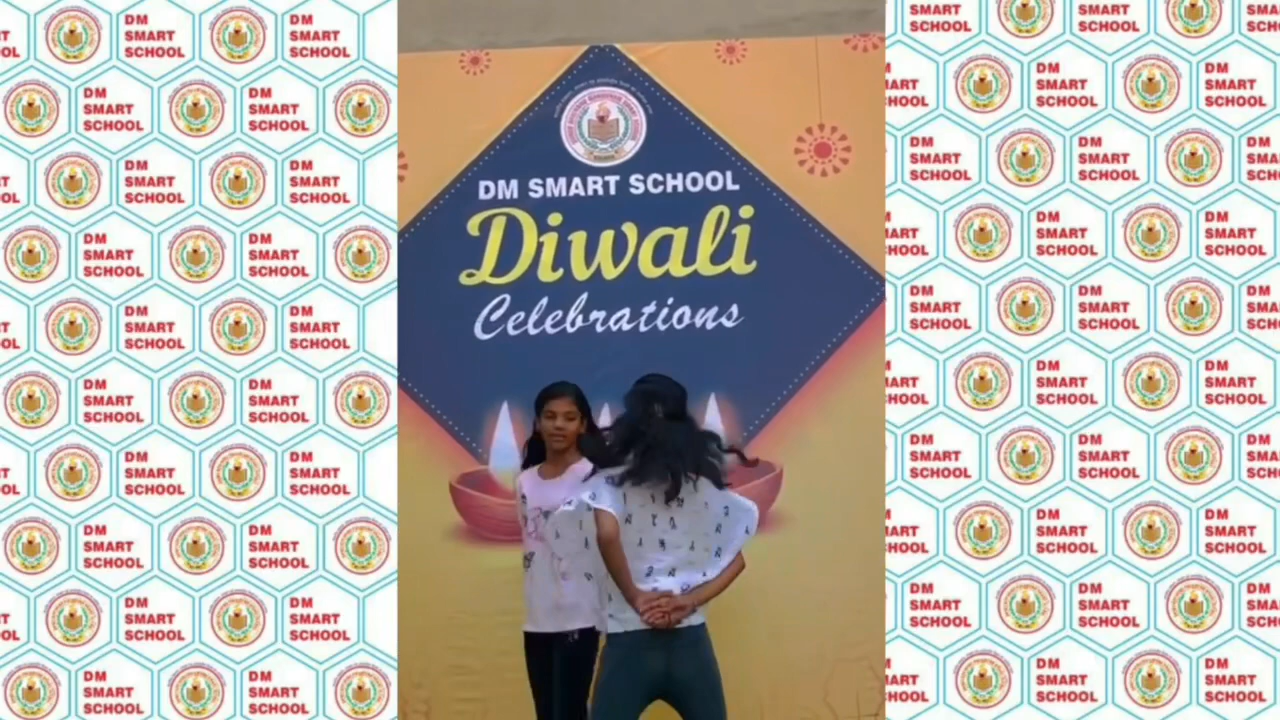 DM SMART SCHOOL
Diwali
Celebrations
DM
SMART
SCHOOL